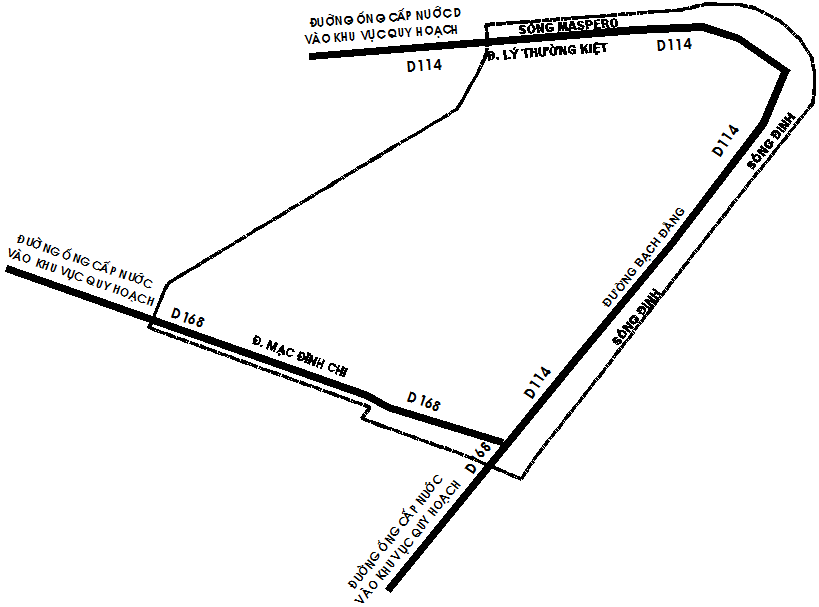 ĐƯỜNG ỐNG CẤP NƯỚC D
VÀO KHU VỰC QUY HOẠCH
SÔNG MASPERO
Đ. LÝ THƯỜNG KIỆT
D114
D114
D114
SÔNG ĐINH
ĐƯỜNG BẠCH ĐÀNG
SÔNG ĐINH
ĐƯỜNG ỐNG CẤP NƯỚC
VÀO KHU VỰC QUY HOẠCH
D168
Đ. MẠC ĐĨNH CHI
D168
D114
D168
ĐƯỜNG ỐNG CẤP NƯỚC
VÀO KHU VỰC QUY HOẠCH